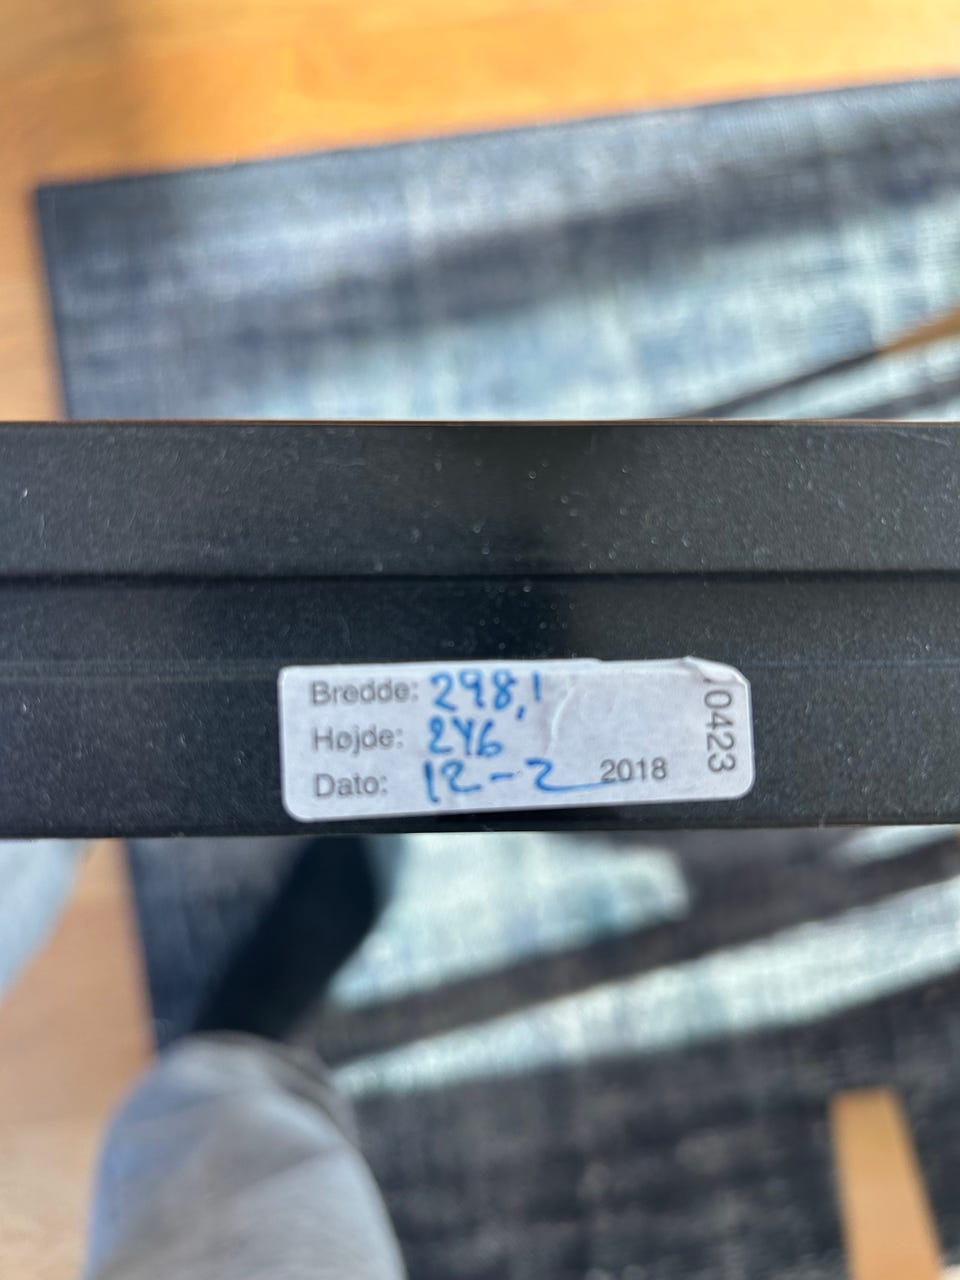 Bredde: 298,1
Højde: 246
Dato: 12-2 2018
0423